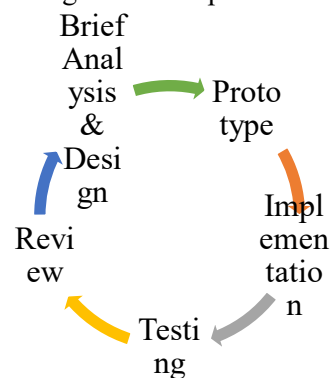 Brief
Anal
ysis
&
Desi
gn
Proto
type
Impl
emen
tatio
n
Testi
ng
Revi
ew